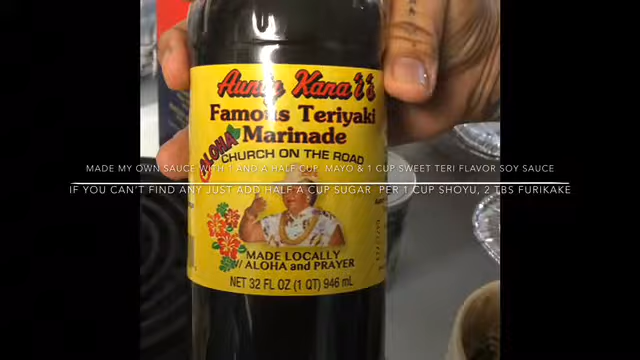 Aunty Kana'i's
Famous Teriyaki
Marinade
ALOHA
CHURCH ON THE ROAD
MADE MY OWN SAUCE WITH 1 AND A HALF CUP MAYO & 1 CUP SWEET TERI FLAVOR SOY SAUCE
IF YOU CAN'T FIND ANY JUST ADD HALF A CUP SUGAR PER 1 CUP SHOYU, 2 TBS FURIKAKE
MADE LOCALLY
W/ ALOHA and PRAYER
NET 32 FL OZ (1 QT) 946 mL